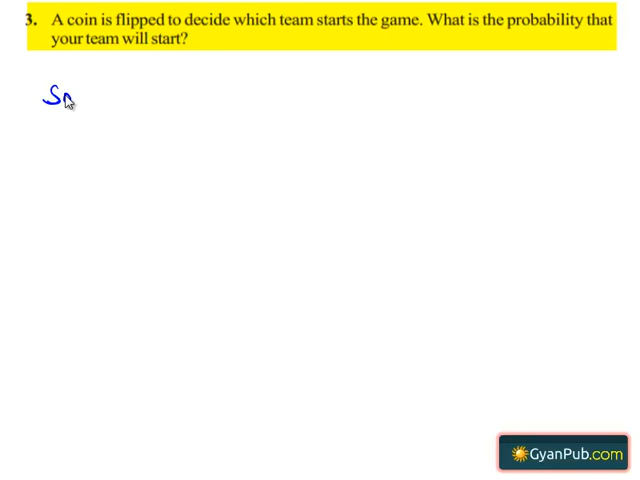 3. A coin is flipped to decide which team starts the game. What is the probability that
your team will start?
GyanPub.com